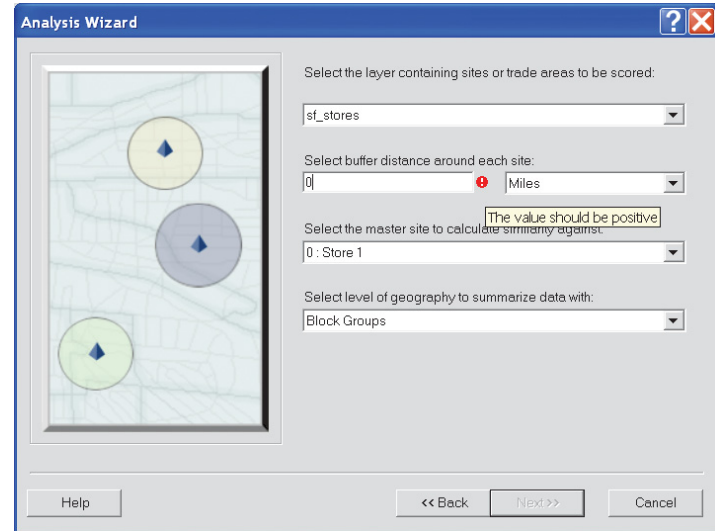 Analysis Wizard
Select the layer containing sites or trade areas to be scored:
sf_stores
Select buffer distance around each site:
0
Miles
The value should be positive
Select the master site to calculate similarity against:
0 : Store 1
Select level of geography to summarize data with:
Block Groups
Help
<< Back
Next >>
Cancel